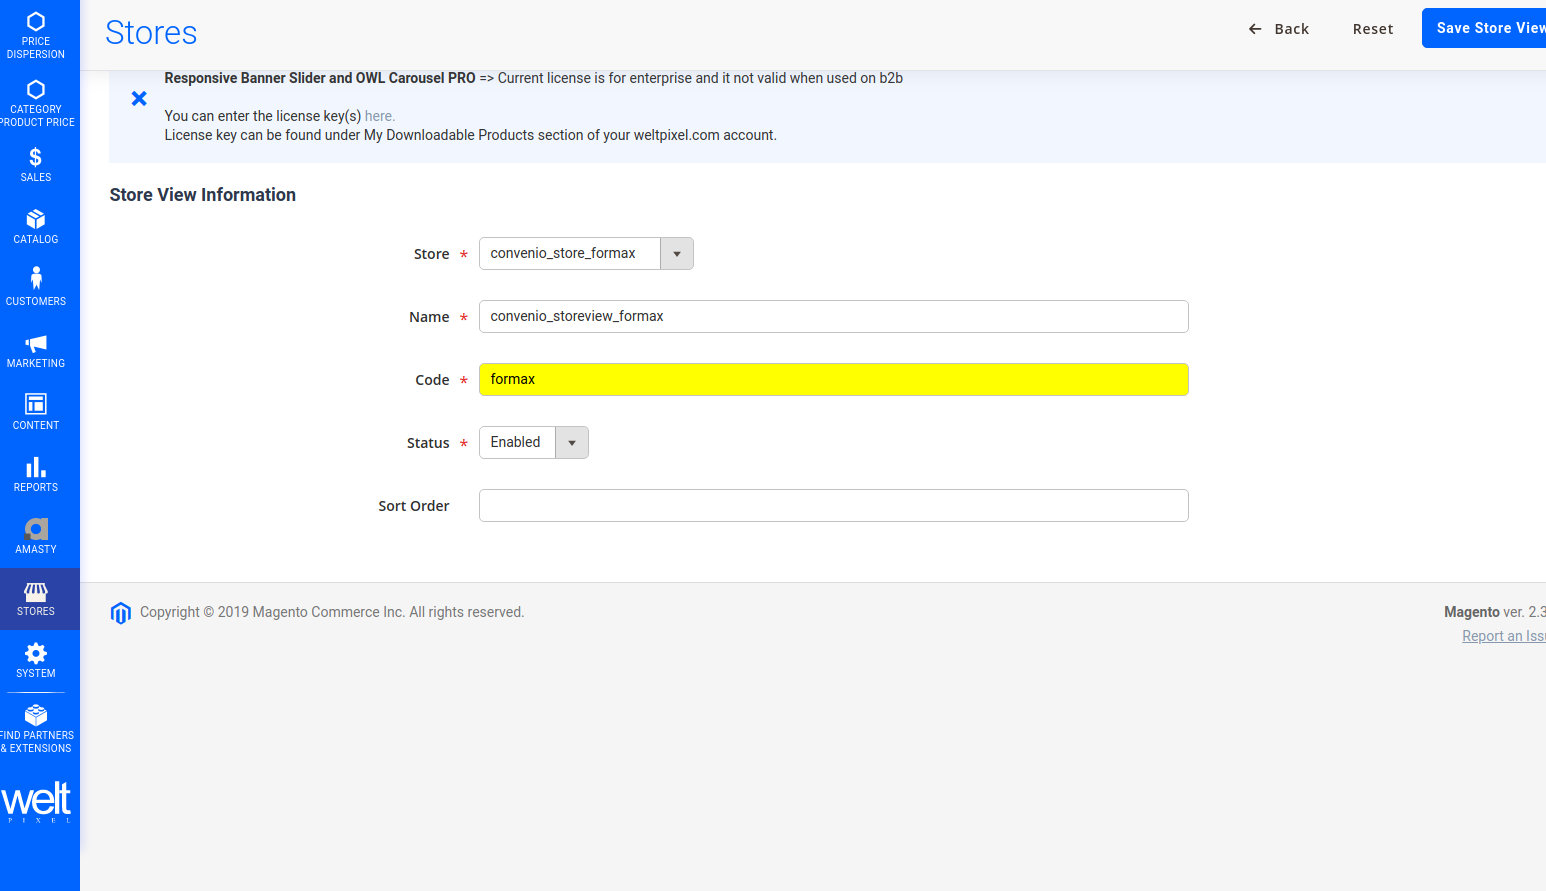 PRICE
DISPERSION
CATEGORY
PRODUCT PRICE
$
SALES
CATALOG
CUSTOMERS
MARKETING
CONTENT
REPORTS
AMASTY
STORES
SYSTEM
FIND PARTNERS
& EXTENSIONS
welt
PIXEL
Stores
Back
Reset
Save Store View
Responsive Banner Slider and OWL Carousel PRO => Current license is for enterprise and it not valid when used on b2b
You can enter the license key(s) here.
License key can be found under My Downloadable Products section of your weltpixel.com account.
Store View Information
Store * convenio_store_formax
Name * convenio_storeview_formax
Code * formax
Status * Enabled
Sort Order
Copyright © 2019 Magento Commerce Inc. All rights reserved.
Magento ver. 2.3
Report an Iss